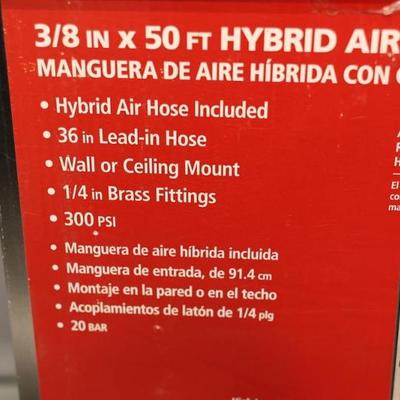 3/8 IN X 50 FT HYBRID AIR
MANGUERA DE AIRE HÍBRIDA CON
• Hybrid Air Hose Included
• 36 in Lead-in Hose
• Wall or Ceiling Mount
• 1/4 in Brass Fittings
• 300 PSI
• Manguera de aire híbrida incluida
• Manguera de entrada, de 91.4 cm
• Montaje en la pared o en el techo
• Acoplamientos de latón de 1/4 plg
• 20 BAR
El